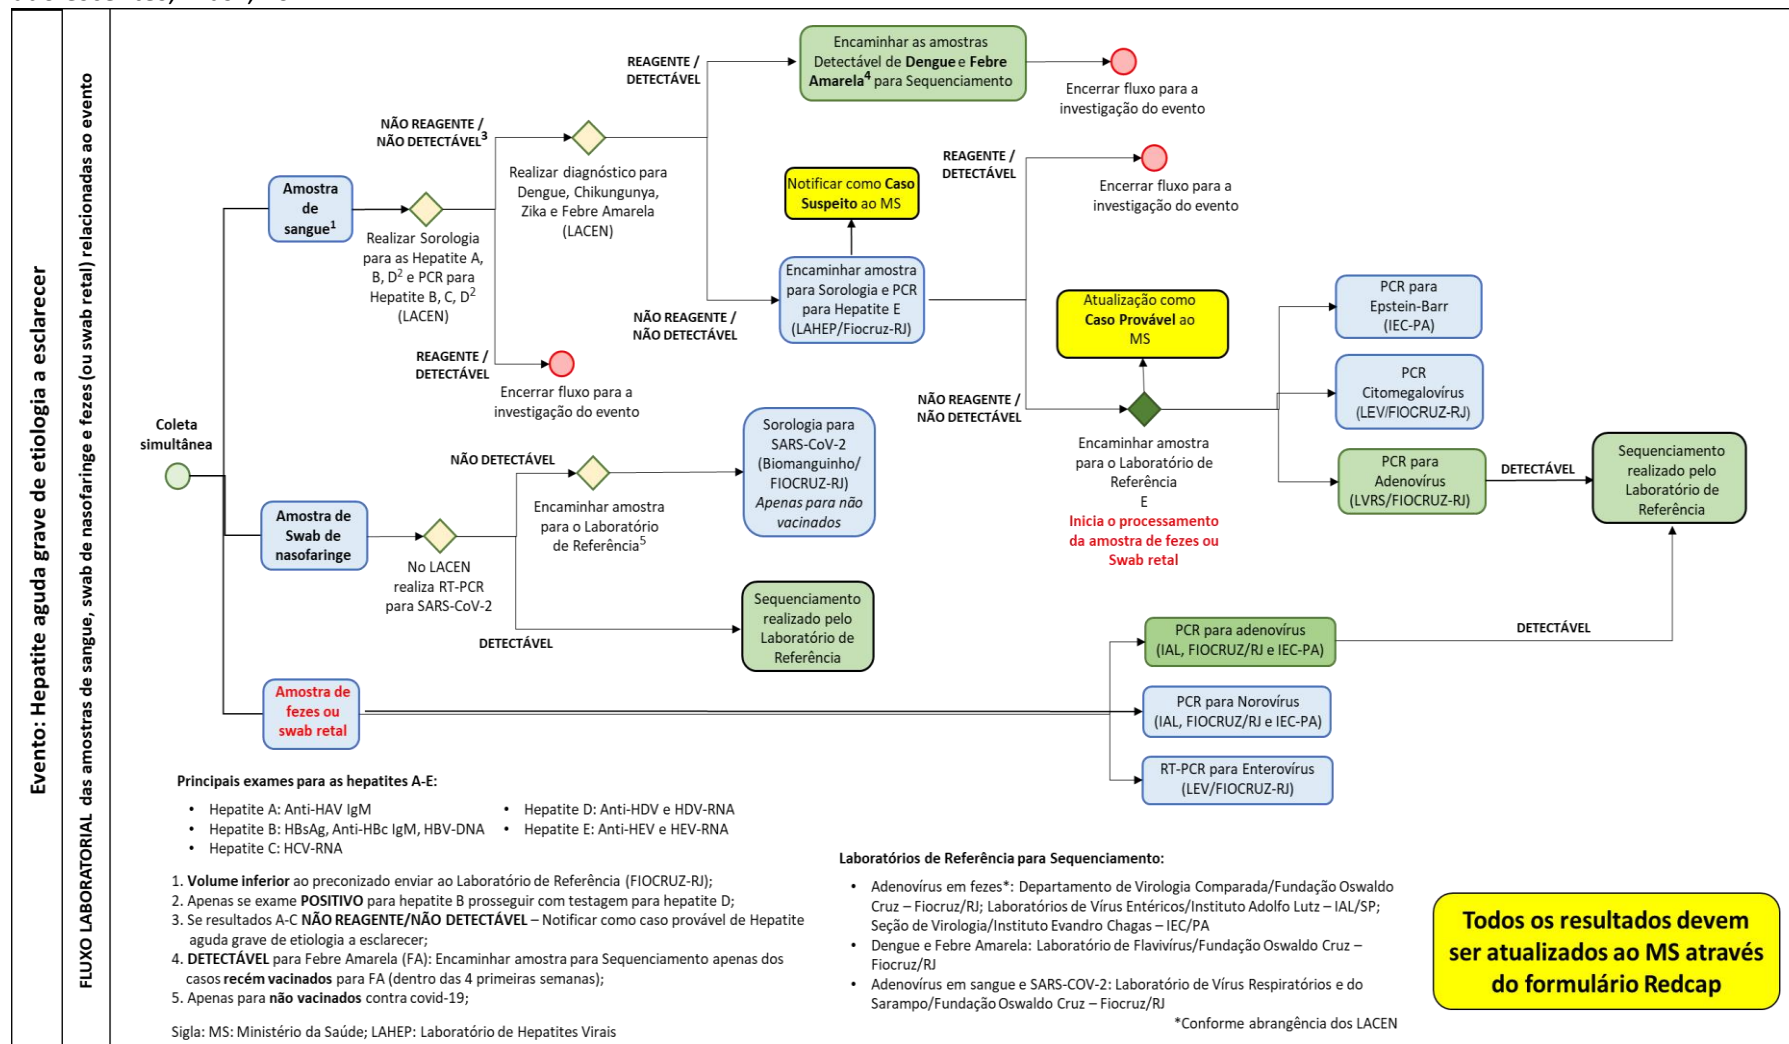 Evento: Hepatite aguda grave de etiologia a esclarecer
FLUXO LABORATORIAL das amostras de sangue, swab de nasofaringe e fezes (ou swab retal) relacionadas ao evento
Coleta
simultânea
Amostra
de
sangue1
Realizar Sorologia
para as Hepatite A,
B, D2 e PCR para
Hepatite B, C, D2
(LACEN)
NÃO REAGENTE /
NÃO DETECTÁVEL3
REAGENTE /
DETECTÁVEL
Encerrar fluxo para a
investigação do evento
Realizar diagnóstico para
Dengue, Chikungunya,
Zika e Febre Amarela
(LACEN)
REAGENTE /
DETECTÁVEL
Encaminhar as amostras
Detectável de Dengue e Febre
Amarela4 para Sequenciamento
Encerrar fluxo para a
investigação do evento
NÃO REAGENTE /
NÃO DETECTÁVEL
Notificar como Caso
Suspeito ao MS
Encaminhar amostra
para Sorologia e PCR
para Hepatite E
(LAHEP/Fiocruz-RJ)
REAGENTE /
DETECTÁVEL
Encerrar fluxo para a
investigação do evento
NÃO REAGENTE /
NÃO DETECTÁVEL
Atualização como
Caso Provável ao
MS
Encaminhar amostra
para o Laboratório de
Referência
E
Inicia o processamento
da amostra de fezes ou
Swab retal
PCR para
Epstein-Barr
(IEC-PA)
PCR
Citomegalovírus
(LEV/FIOCRUZ-RJ)
PCR para
Adenovírus
(LVRS/FIOCRUZ-RJ)
DETECTÁVEL
Sequenciamento
realizado pelo
Laboratório de
Referência
Amostra de
Swab de
nasofaringe
No LACEN
realiza RT-PCR
para SARS-CoV-2
NÃO DETECTÁVEL
Encaminhar amostra
para o Laboratório
de Referência5
Sorologia para
SARS-CoV-2
(Biomanguinho/
FIOCRUZ-RJ)
Apenas para não
vacinados
DETECTÁVEL
Sequenciamento
realizado pelo
Laboratório de
Referência
Amostra de
fezes ou
swab retal
PCR para adenovírus
(IAL, FIOCRUZ/RJ e IEC-PA)
DETECTÁVEL
PCR para Norovírus
(IAL, FIOCRUZ/RJ e IEC-PA)
RT-PCR para Enterovírus
(LEV/FIOCRUZ-RJ)
Principais exames para as hepatites A-E:
• Hepatite A: Anti-HAV IgM
• Hepatite B: HBsAg, Anti-HBc IgM, HBV-DNA
• Hepatite C: HCV-RNA
• Hepatite D: Anti-HDV e HDV-RNA
• Hepatite E: Anti-HEV e HEV-RNA
1. Volume inferior ao preconizado enviar ao Laboratório de Referência (FIOCRUZ-RJ);
2. Apenas se exame POSITIVO para hepatite B prosseguir com testagem para hepatite D;
3. Se resultados A-C NÃO REAGENTE/NÃO DETECTÁVEL – Notificar como caso provável de Hepatite
aguda grave de etiologia a esclarecer;
4. DETECTÁVEL para Febre Amarela (FA): Encaminhar amostra para Sequenciamento apenas dos
casos recém vacinados para FA (dentro das 4 primeiras semanas);
5. Apenas para não vacinados contra covid-19;
Sigla: MS: Ministério da Saúde; LAHEP: Laboratório de Hepatites Virais
Laboratórios de Referência para Sequenciamento:
• Adenovírus em fezes*: Departamento de Virologia Comparada/Fundação Oswaldo
Cruz – Fiocruz/RJ; Laboratórios de Vírus Entéricos/Instituto Adolfo Lutz – IAL/SP;
Seção de Virologia/Instituto Evandro Chagas – IEC/PA
• Dengue e Febre Amarela: Laboratório de Flavivírus/Fundação Oswaldo Cruz –
Fiocruz/RJ
• Adenovírus em sangue e SARS-COV-2: Laboratório de Vírus Respiratórios e do
Sarampo/Fundação Oswaldo Cruz – Fiocruz/RJ
*Conforme abrangência dos LACEN
Todos os resultados devem
ser atualizados ao MS através
do formulário Redcap